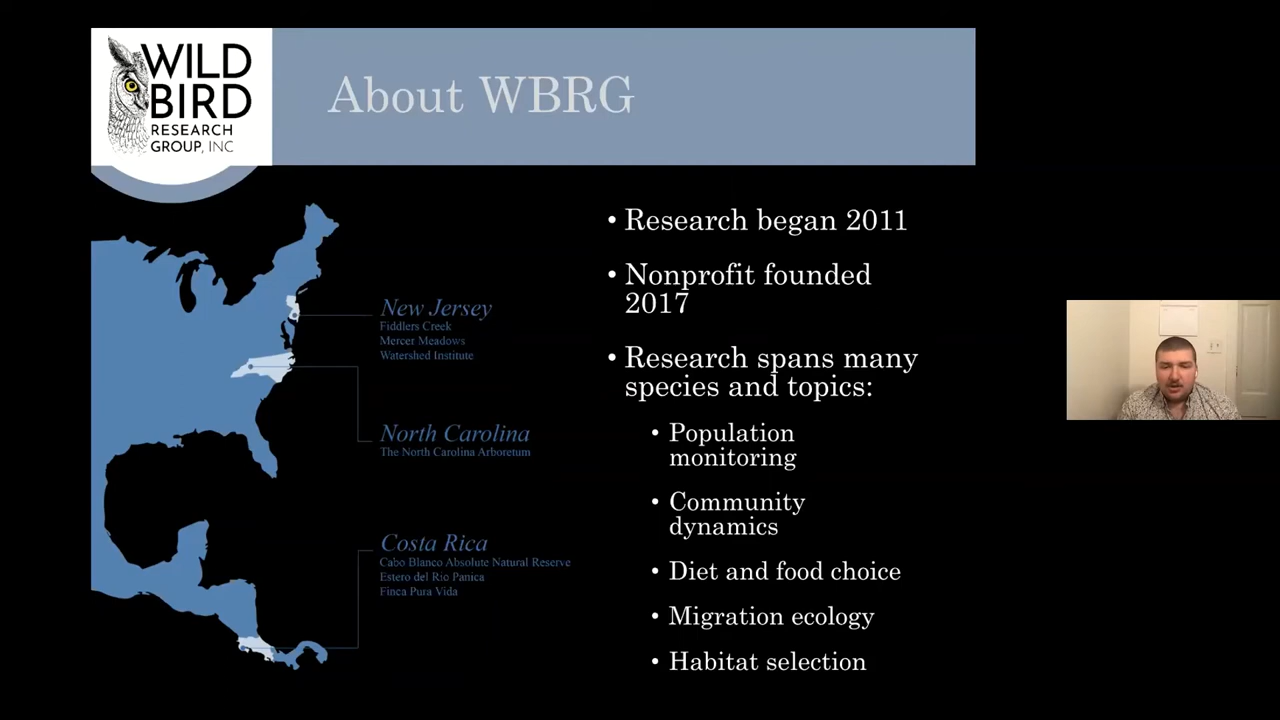 WILD
BIRD
RESEARCH
GROUP, INC
About WBRG
New Jersey
Fiddlers Creek
Mercer Meadows
Watershed Institute
North Carolina
The North Carolina Arboretum
Costa Rica
Cabo Blanco Absolute Natural Reserve
Estero del Rio Panica
Finca Pura Vida
• Research began 2011
• Nonprofit founded
2017
• Research spans many
species and topics:
• Population
monitoring
• Community
dynamics
• Diet and food choice
• Migration ecology
• Habitat selection